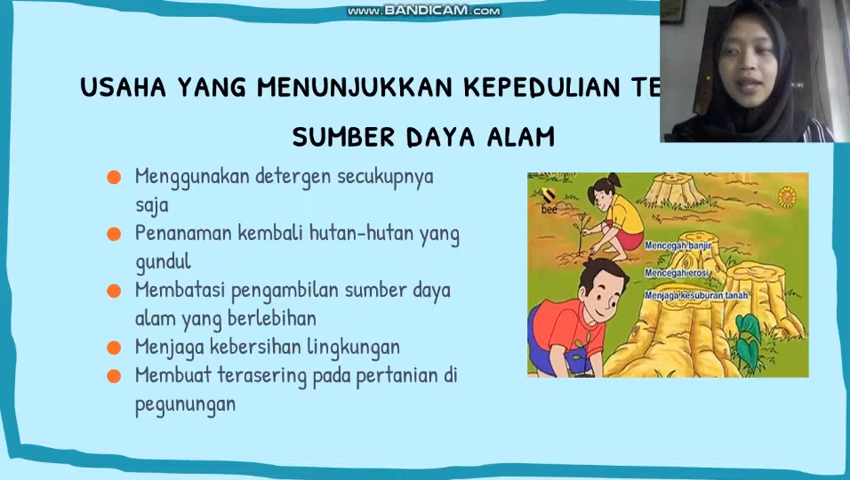 www.BANDICAM.com
USAHA YANG MENUNJUKKAN KEPEDULIAN TE
SUMBER DAYA ALAM
Menggunakan detergen secukupnya
saja
Penanaman kembali hutan-hutan yang
gundul
Membatasi pengambilan sumber daya
alam yang berlebihan
Menjaga kebersihan lingkungan
Membuat terasering pada pertanian di
pegunungan
bee
Mencegah banjir
Mencegah erosi
Menjaga kesuburan tanah